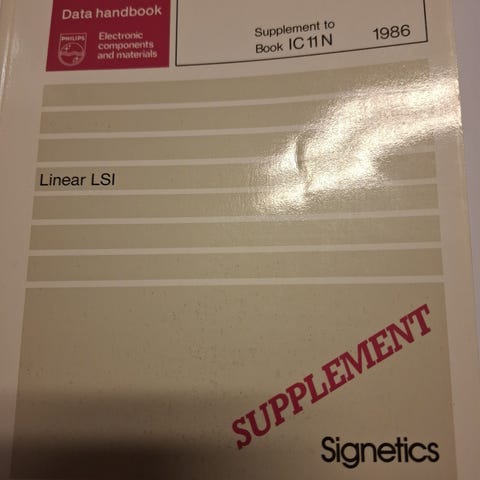 Data handbook
PHILIPS
Electronic
components
and materials
Supplement to
Book IC11N
1986
Linear LSI
SUPPLEMENT
Signetics